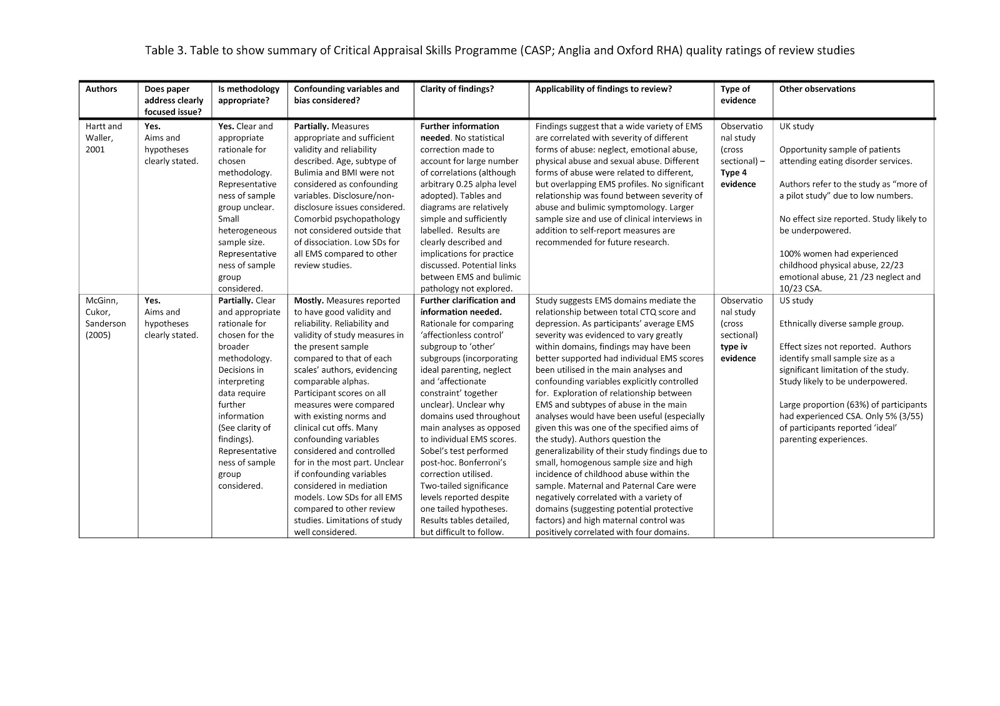 Table 3. Table to show summary of Critical Appraisal Skills Programme (CASP; Anglia and Oxford RHA) quality ratings of review studies
Authors
Does paper
address clearly
focused issue?
Is methodology
appropriate?
Confounding variables and
bias considered?
Clarity of findings?
Applicability of findings to review?
Type of
evidence
Other observations
Hartt and
Waller,
2001
Yes.
Aims and
hypotheses
clearly stated.
Yes. Clear and
appropriate
rationale for
chosen
methodology.
Representative
ness of sample
group unclear.
Small
heterogeneous
sample size.
Representative
ness of sample
group
considered.
Partially. Measures
appropriate and sufficient
validity and reliability
described. Age, subtype of
Bulimia and BMI were not
considered as confounding
variables. Disclosure/non-
disclosure issues considered.
Comorbid psychopathology
not considered outside that
of dissociation. Low SDs for
all EMS compared to other
review studies.
Further information
needed. No statistical
correction made to
account for large number
of correlations (although
arbitrary 0.25 alpha level
adopted). Tables and
diagrams are relatively
simple and sufficiently
labelled.  Results are
clearly described and
implications for practice
discussed. Potential links
between EMS and bulimic
pathology not explored.
Findings suggest that a wide variety of EMS
are correlated with severity of different
forms of abuse: neglect, emotional abuse,
physical abuse and sexual abuse. Different
forms of abuse were related to different,
but overlapping EMS profiles. No significant
relationship was found between severity of
abuse and bulimic symptomology. Larger
sample size and use of clinical interviews in
addition to self-report measures are
recommended for future research.
Observatio
nal study
(cross
sectional) –
Type 4
evidence
UK study
Opportunity sample of patients
attending eating disorder services.
Authors refer to the study as “more of
a pilot study” due to low numbers.
No effect size reported. Study likely to
be underpowered.
100% women had experienced
childhood physical abuse, 22/23
emotional abuse, 21 /23 neglect and
10/23 CSA.
McGinn,
Cukor,
Sanderson
(2005)
Yes.
Aims and
hypotheses
clearly stated.
Partially. Clear
and appropriate
rationale for
chosen for the
broader
methodology.
Decisions in
interpreting
data require
further
information
(See clarity of
findings).
Representative
ness of sample
group
considered.
Mostly. Measures reported
to have good validity and
reliability. Reliability and
validity of study measures in
the present sample
compared to that of each
scales’ authors, evidencing
comparable alphas.
Participant scores on all
measures were compared
with existing norms and
clinical cut offs. Many
confounding variables
considered and controlled
for in the most part. Unclear
if confounding variables
considered in mediation
models. Low SDs for all EMS
compared to other review
studies. Limitations of study
well considered.
Further clarification and
information needed.
Rationale for comparing
‘affectionless control’
subgroup to ‘other’
subgroups (incorporating
ideal parenting, neglect
and ‘affectionate
constraint’ together
unclear). Unclear why
domains used throughout
main analyses as opposed
to individual EMS scores.
Sobel’s test performed
post-hoc. Bonferroni’s
correction utilised.
Two-tailed significance
levels reported despite
one tailed hypotheses.
Results tables detailed,
but difficult to follow.
Study suggests EMS domains mediate the
relationship between total CTQ score and
depression. As participants’ average EMS
severity was evidenced to vary greatly
within domains, findings may have been
better supported had individual EMS scores
been utilised in the main analyses and
confounding variables explicitly controlled
for.  Exploration of relationship between
EMS and subtypes of abuse in the main
analyses would have been useful (especially
given this was one of the specified aims of
the study). Authors question the
generalizability of their study findings due to
small, homogenous sample size and high
incidence of childhood abuse within the
sample. Maternal and Paternal Care were
negatively correlated with a variety of
domains (suggesting potential protective
factors) and high maternal control was
positively correlated with four domains.
Observatio
nal study
(cross
sectional)
type iv
evidence
US study
Ethnically diverse sample group.
Effect sizes not reported.  Authors
identify small sample size as a
significant limitation of the study.
Study likely to be underpowered.
Large proportion (63%) of participants
had experienced CSA. Only 5% (3/55)
of participants reported ‘ideal’
parenting experiences.